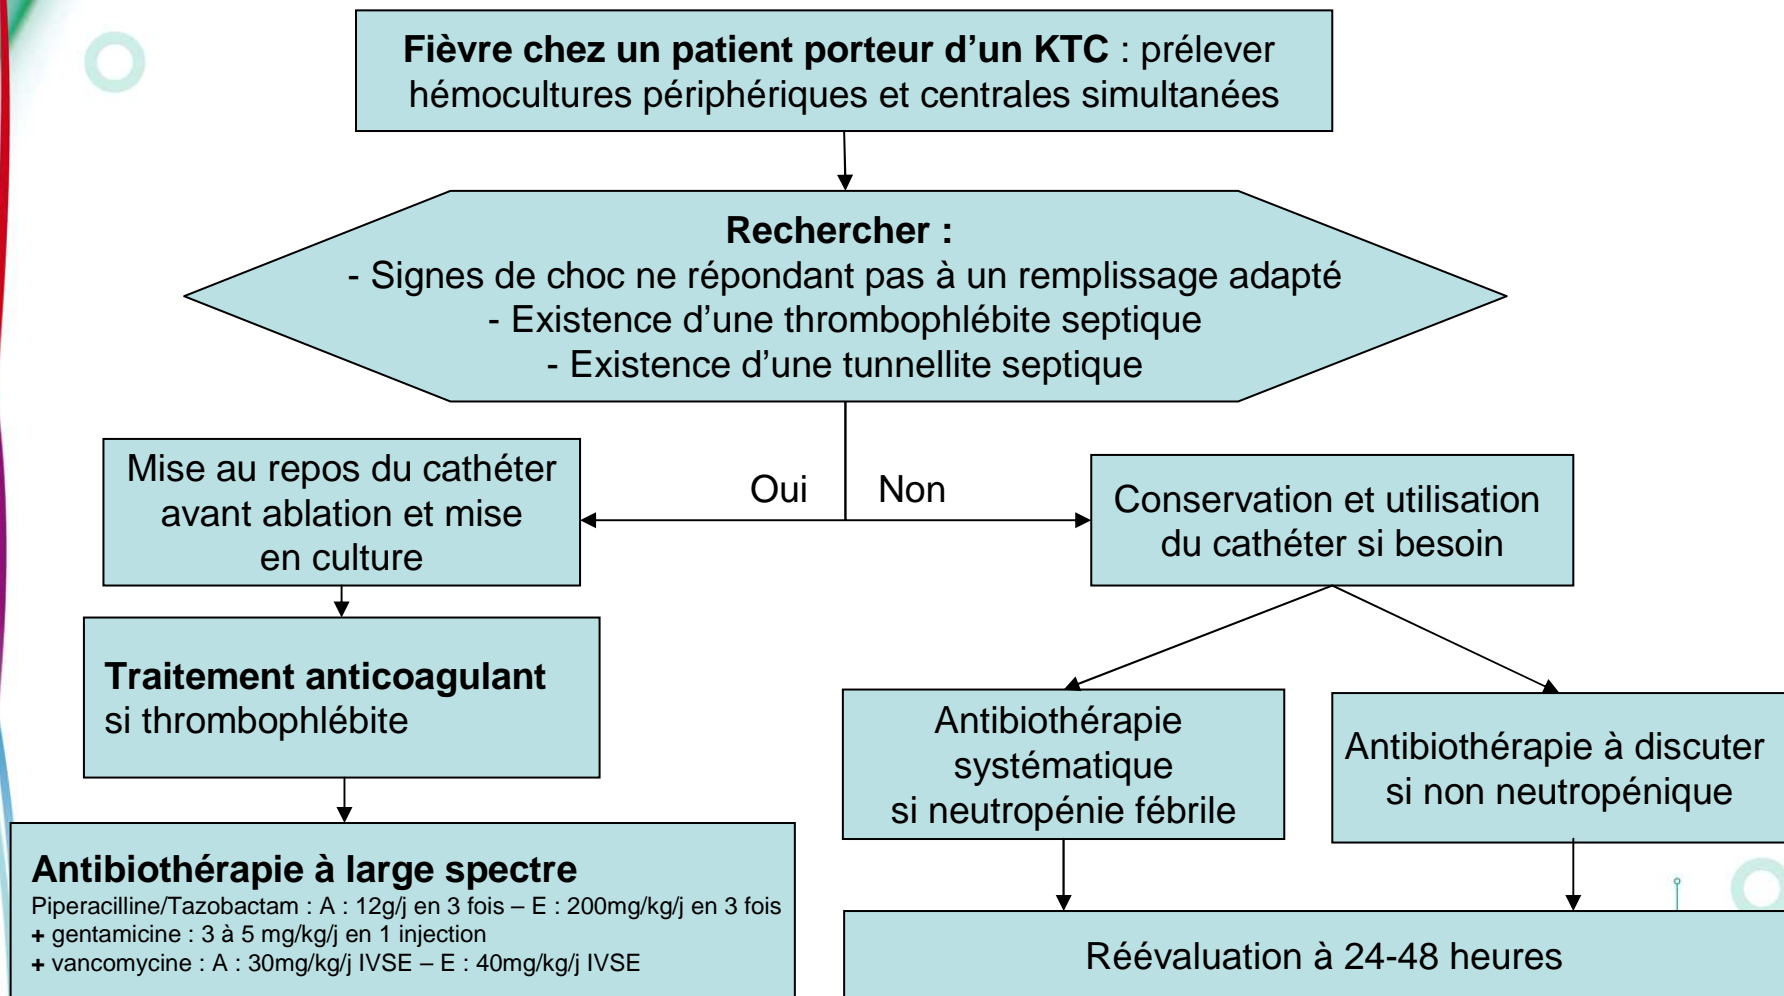 Fièvre chez un patient porteur d’un KTC : prélever
hémocultures périphériques et centrales simultanées
Rechercher :
- Signes de choc ne répondant pas à un remplissage adapté
- Existence d’une thrombophlébite septique
- Existence d’une tunnellite septique
Oui
Non
Mise au repos du cathéter
avant ablation et mise
en culture
Conservation et utilisation
du cathéter si besoin
Traitement anticoagulant
si thrombophlébite
Antibiothérapie
systématique
si neutropénie fébrile
Antibiothérapie à discuter
si non neutropénique
Antibiothérapie à large spectre
Piperacilline/Tazobactam : A : 12g/j en 3 fois – E : 200mg/kg/j en 3 fois
+ gentamicine : 3 à 5 mg/kg/j en 1 injection
+ vancomycine : A : 30mg/kg/j IVSE – E : 40mg/kg/j IVSE
Réévaluation à 24-48 heures